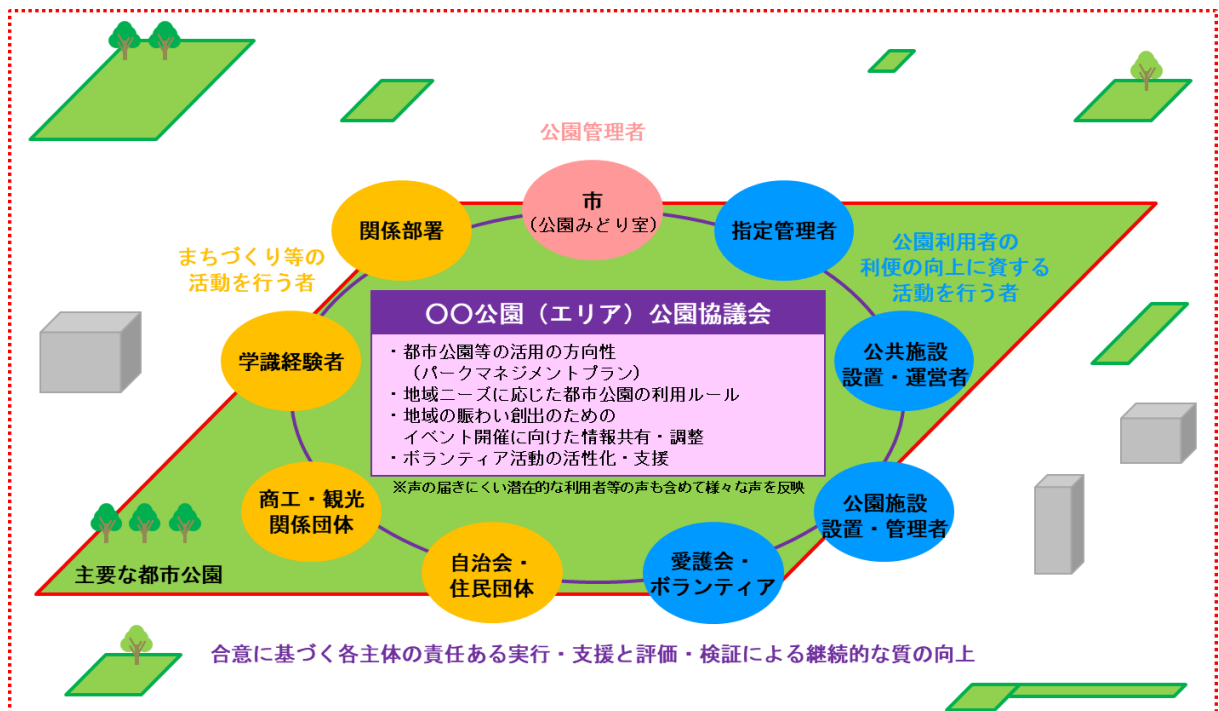 公園管理者
市
（公園みどり室）
関係部署
指定管理者
まちづくり等の
活動を行う者
公園利用者の
利便の向上に資する
活動を行う者
〇〇公園（エリア）公園協議会
・都市公園等の活用の方向性
（パークマネジメントプラン）
・地域ニーズに応じた都市公園の利用ルール
・地域の賑わい創出のための
イベント開催に向けた情報共有・調整
・ボランティア活動の活性化・支援
※声の届きにくい潜在的な利用者等の声も含めて様々な声を反映
学識経験者
公共施設
設置・運営者
商工・観光
関係団体
公園施設
設置・管理者
自治会・
住民団体
愛護会・
ボランティア
主要な都市公園
合意に基づく各主体の責任ある実行・支援と評価・検証による継続的な質の向上